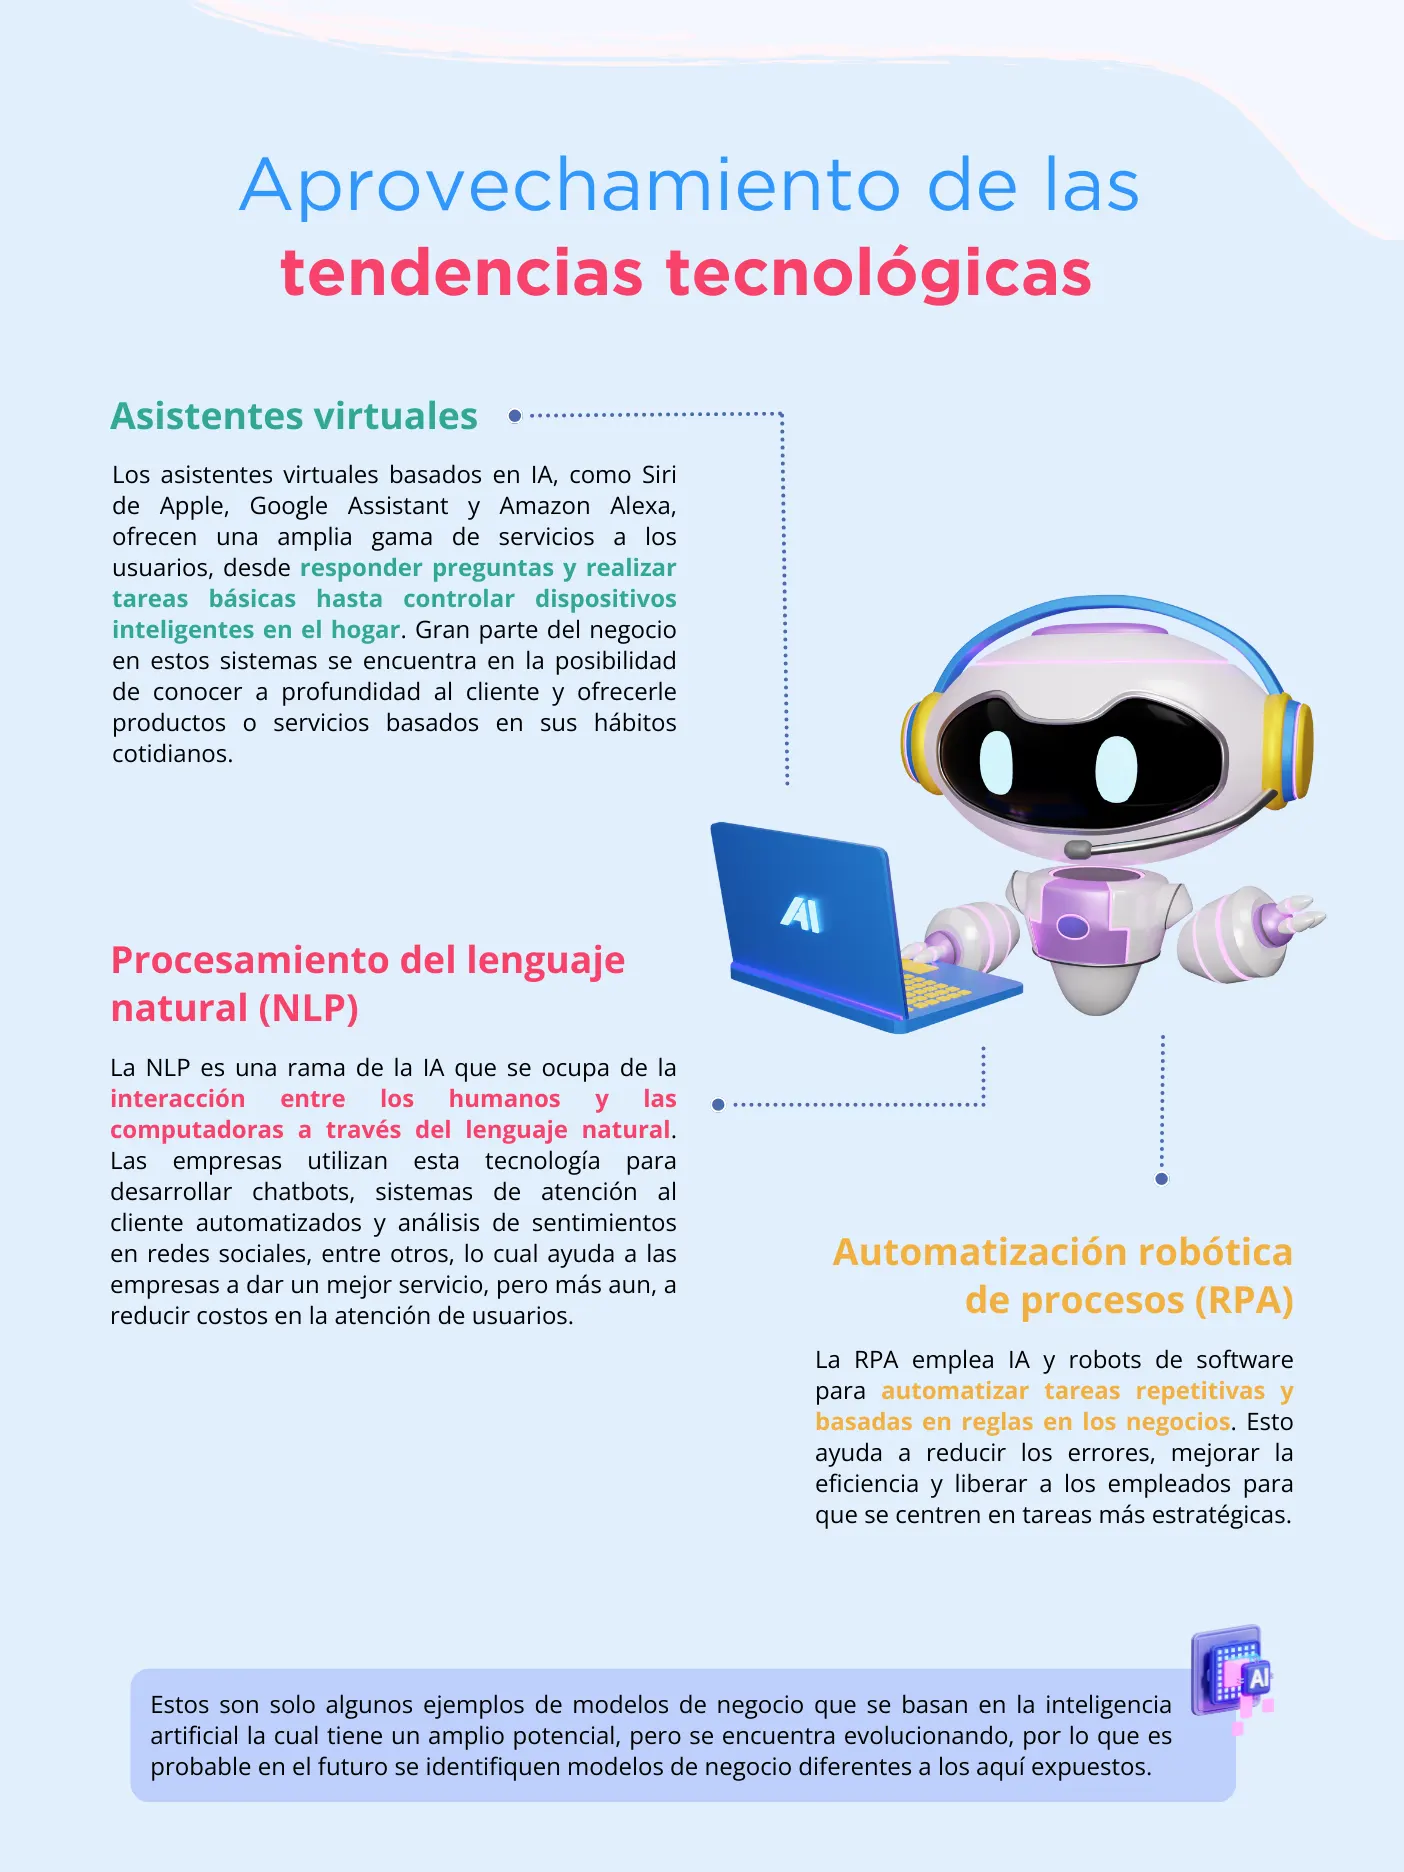 Aprovechamiento de las
tendencias tecnológicas
Asistentes virtuales
Los asistentes virtuales basados en IA, como Siri
de Apple, Google Assistant y Amazon Alexa,
ofrecen una amplia gama de servicios a los
usuarios, desde responder preguntas y realizar
tareas básicas hasta controlar dispositivos
inteligentes en el hogar. Gran parte del negocio
en estos sistemas se encuentra en la posibilidad
de conocer a profundidad al cliente y ofrecerle
productos o servicios basados en sus hábitos
cotidianos.
AI
Procesamiento del lenguaje
natural (NLP)
La NLP es una rama de la IA que se ocupa de la
interacción entre los humanos y las
computadoras a través del lenguaje natural.
Las empresas utilizan esta tecnología para
desarrollar chatbots, sistemas de atención al
cliente automatizados y análisis de sentimientos
en redes sociales, entre otros, lo cual ayuda a las
empresas a dar un mejor servicio, pero más aun, a
reducir costos en la atención de usuarios.
Automatización robótica
de procesos (RPA)
La RPA emplea IA y robots de software
para automatizar tareas repetitivas y
basadas en reglas en los negocios. Esto
ayuda a reducir los errores, mejorar la
eficiencia y liberar a los empleados para
que se centren en tareas más estratégicas.
AI
Estos son solo algunos ejemplos de modelos de negocio que se basan en la inteligencia
artificial la cual tiene un amplio potencial, pero se encuentra evolucionando, por lo que es
probable en el futuro se identifiquen modelos de negocio diferentes a los aquí expuestos.